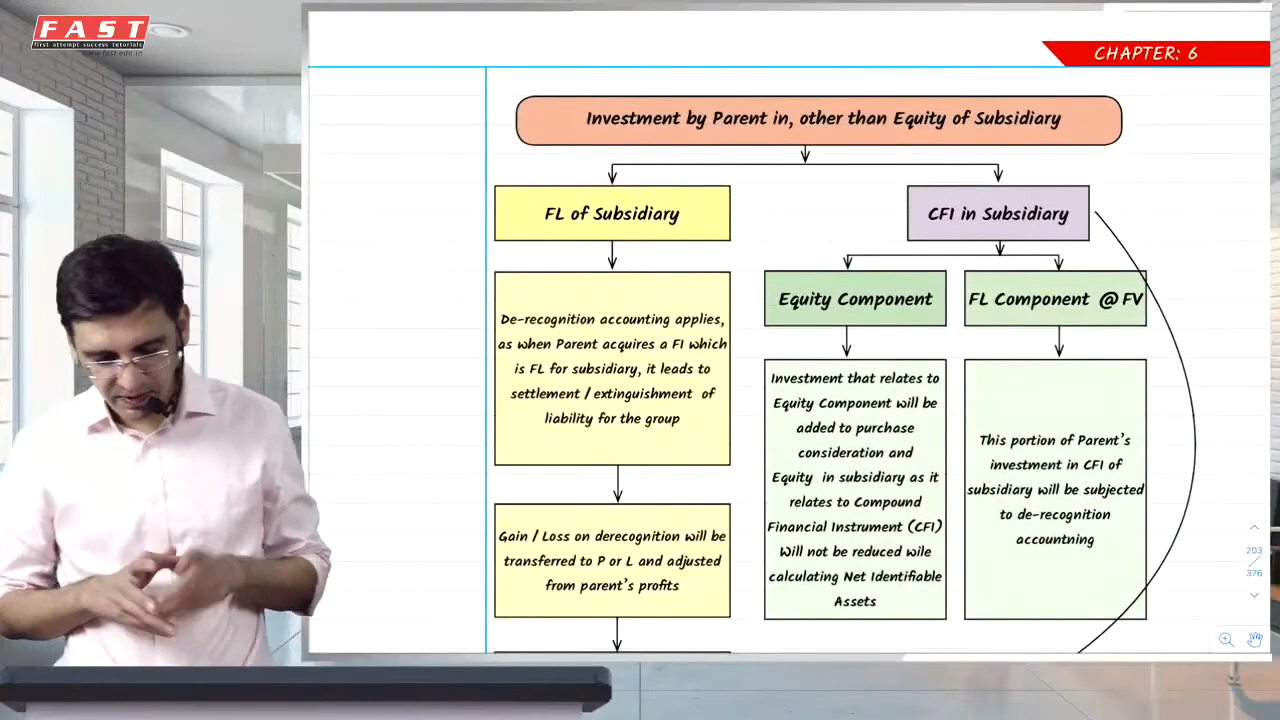 FAST
first attempt success tutorials
www.fast.edu.in
CHAPTER: 6
Investment by Parent in, other than Equity of Subsidiary
FL of Subsidiary
CFI in Subsidiary
De-recognition accounting applies,
as when Parent acquires a FI which
is FL for subsidiary, it leads to
settlement / extinguishment of
liability for the group
Gain / Loss on derecognition will be
transferred to P or L and adjusted
from parent's profits
Equity Component
FL Component @ FV
Investment that relates to
Equity Component will be
added to purchase
consideration and
Equity in subsidiary as it
relates to Compound
Financial Instrument (CFI)
Will not be reduced wile
calculating Net Identifiable
Assets
This portion of Parent's
investment in CFI of
subsidiary will be subjected
to de-recognition
accountning
203
376